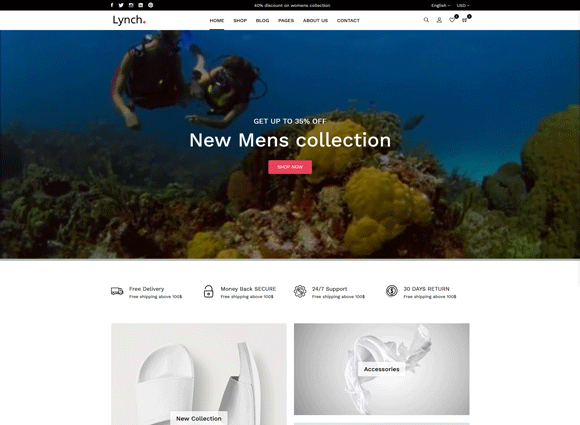 40% discount on womens collection
English
USD
Lynch.
HOME SHOP BLOG PAGES ABOUT US CONTACT
0 0
GET UP TO 35% OFF
New Mens collection
SHOP NOW
Free Delivery
Free shipping above 100$
Money Back SECURE
Free shipping above 100$
24/7 Support
Free shipping above 100$
30 DAYS RETURN
Free shipping above 100$
Accessories
New Collection